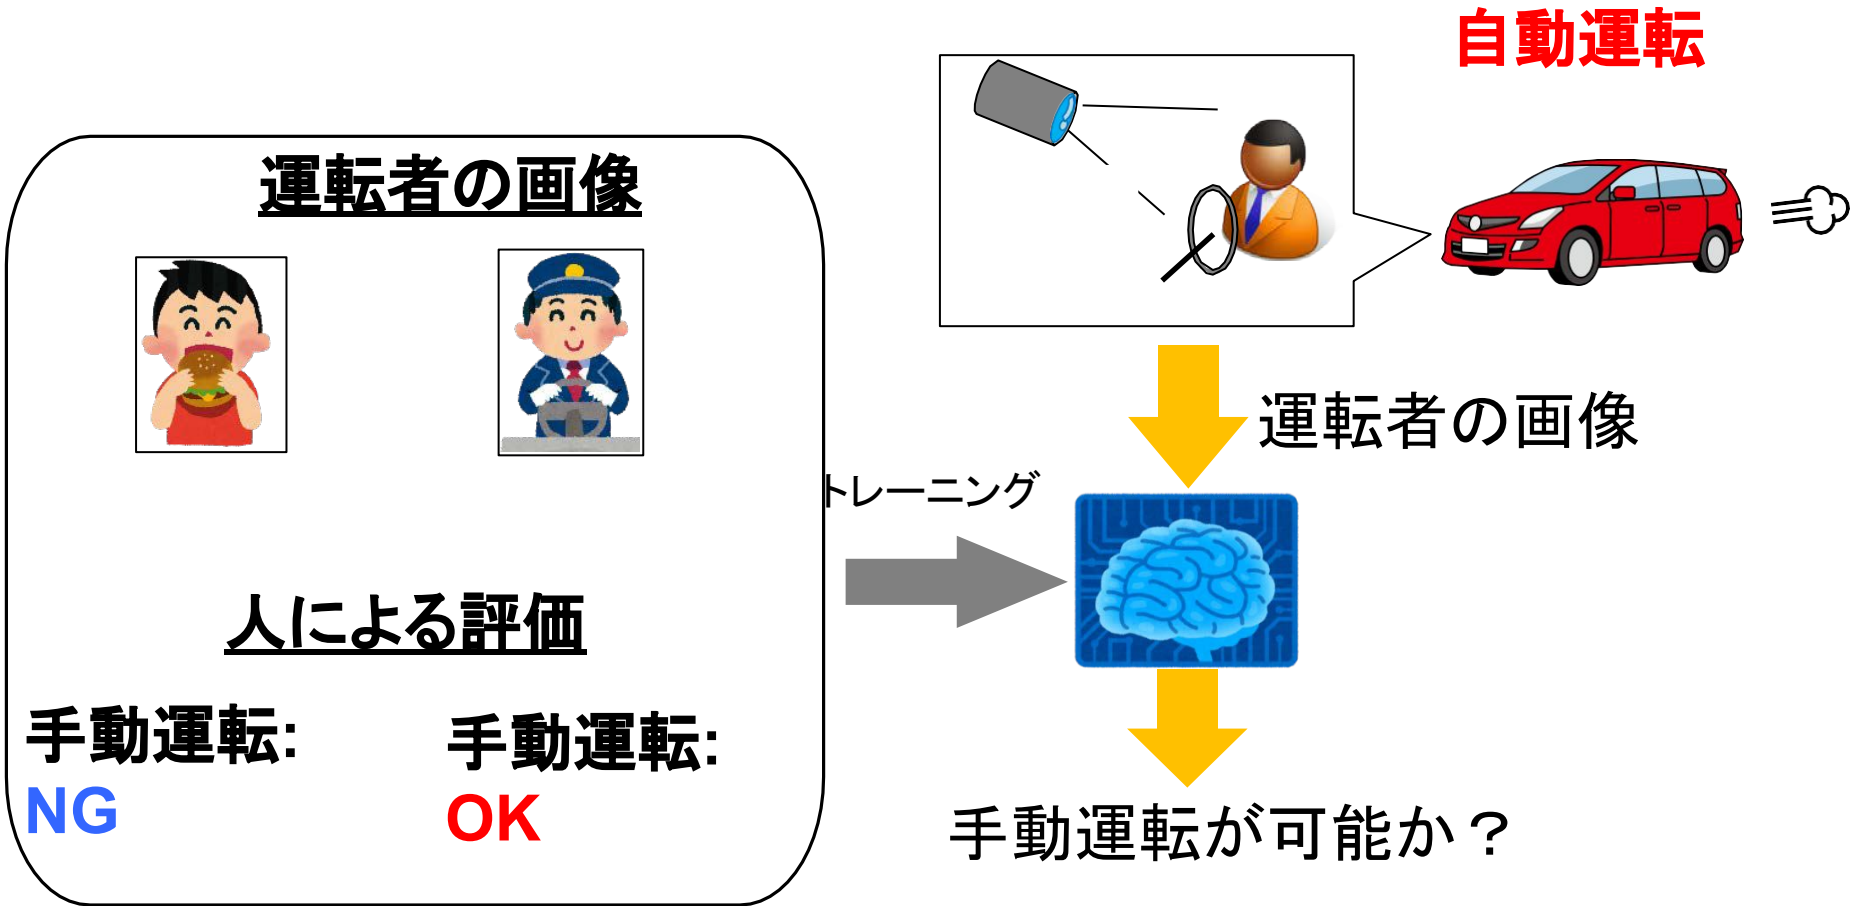 自動運転
運転者の画像
運転者の画像
トレーニング
人による評価
手動運転:
NG
手動運転:
OK
手動運転が可能か？